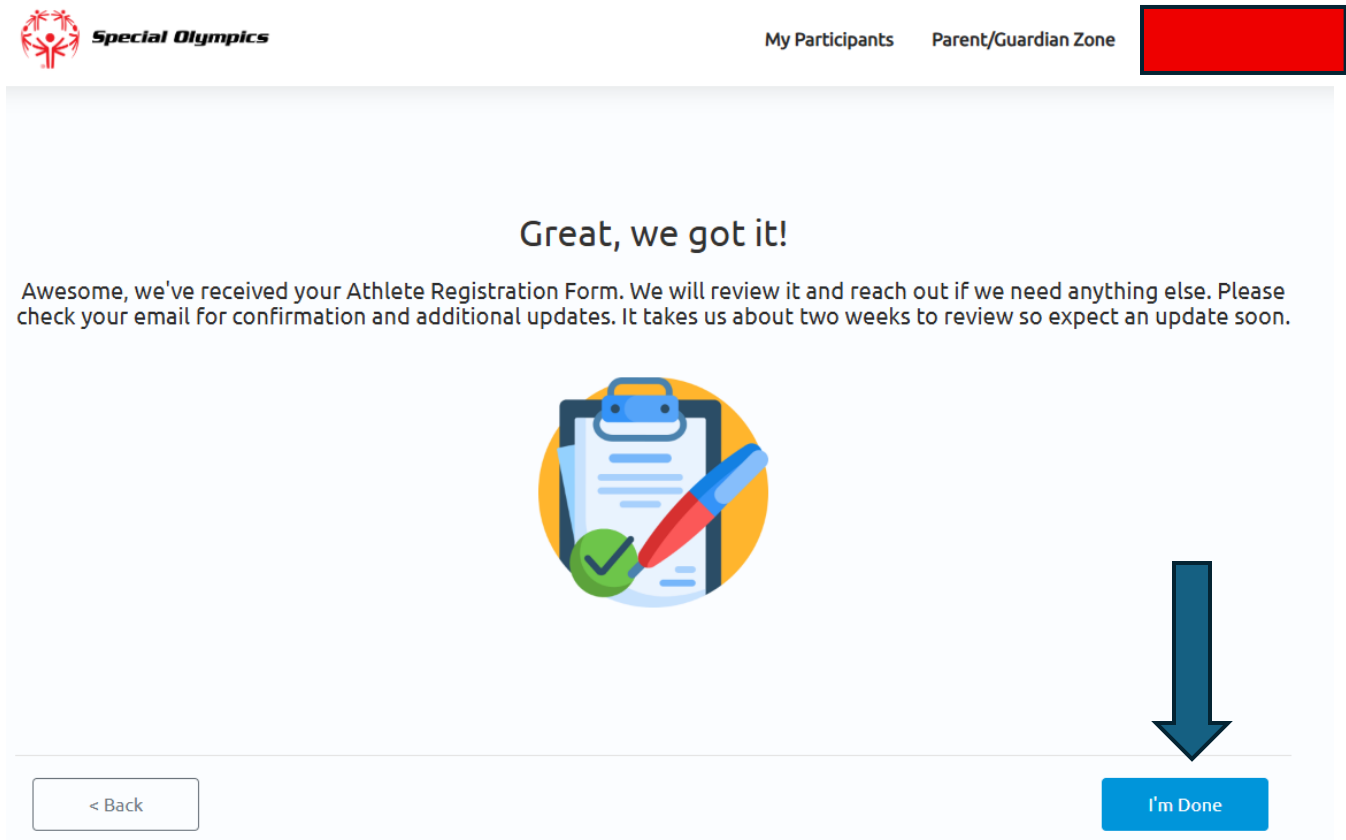 Special Olympics
My Participants
Parent/Guardian Zone
Great, we got it!
Awesome, we've received your Athlete Registration Form. We will review it and reach out if we need anything else. Please
check your email for confirmation and additional updates. It takes us about two weeks to review so expect an update soon.
< Back
I'm Done